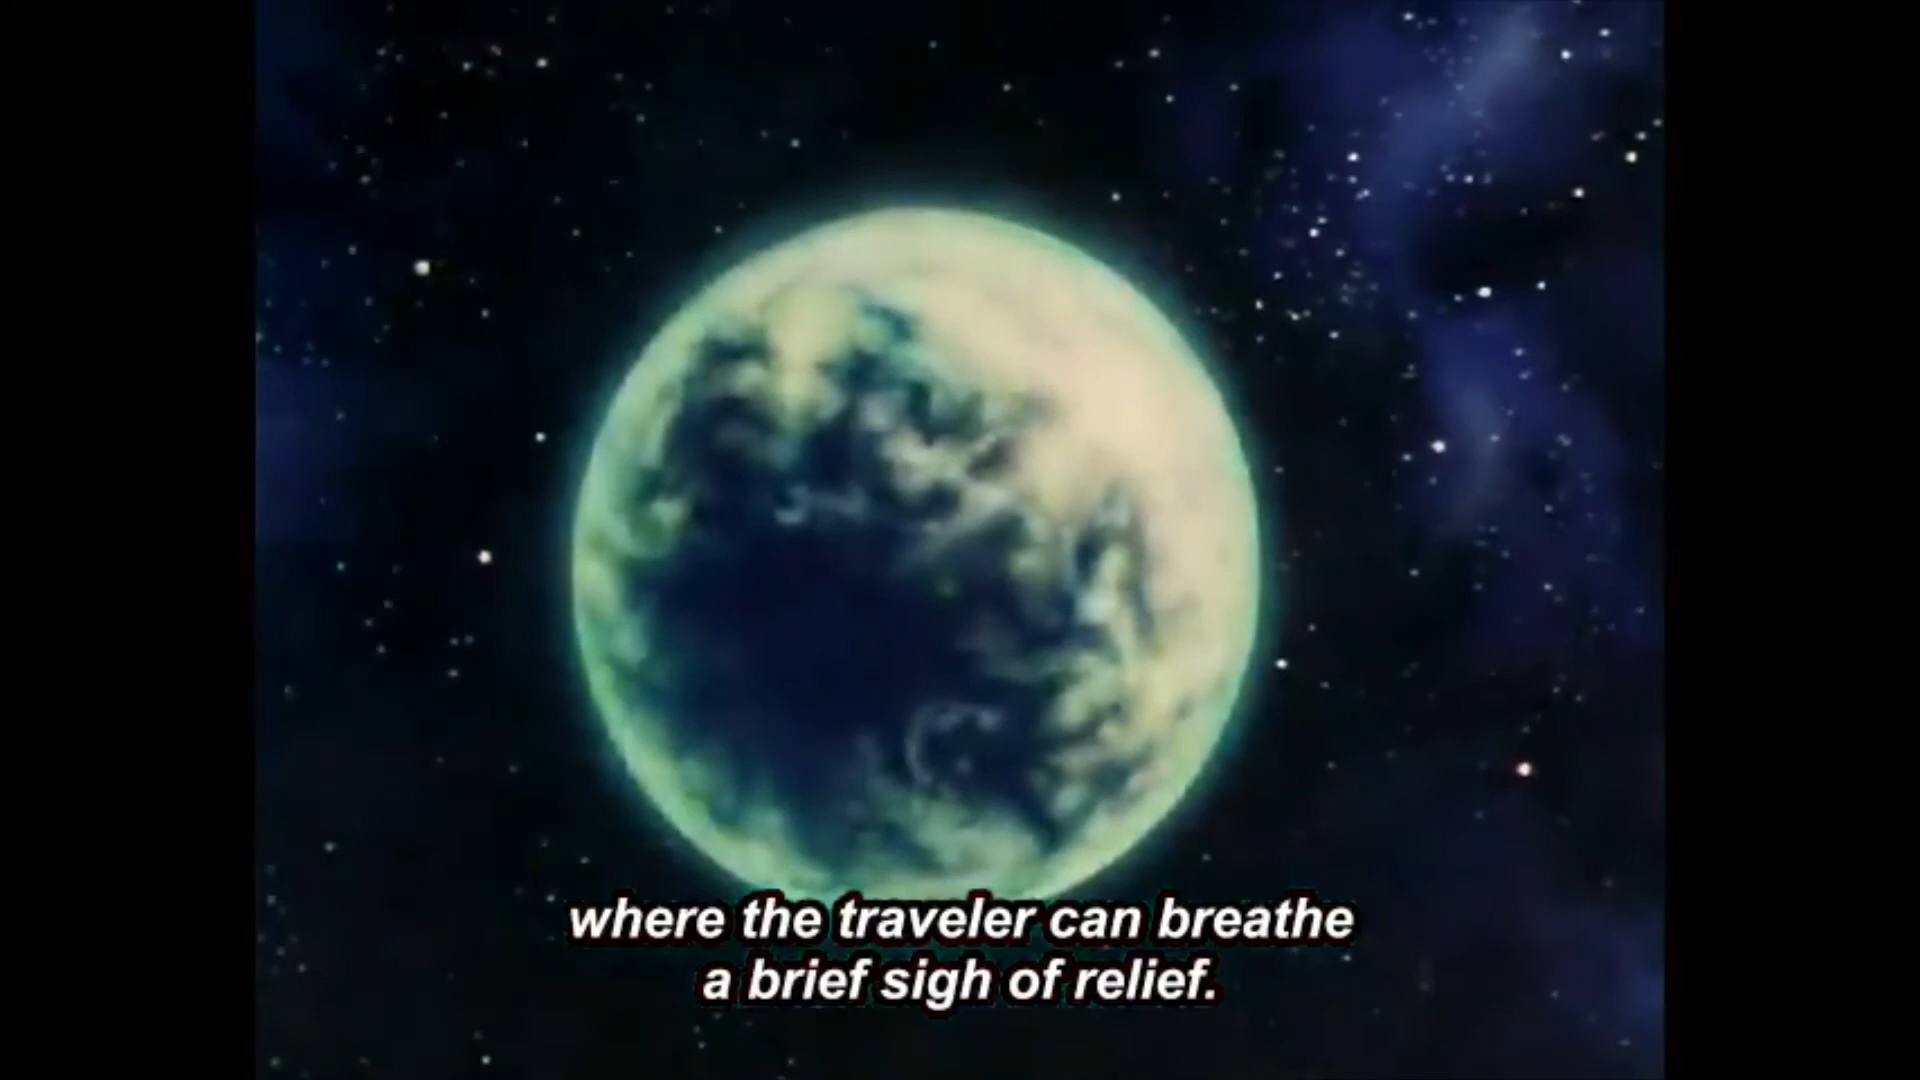 where the traveler can breathe
a brief sigh of relief.